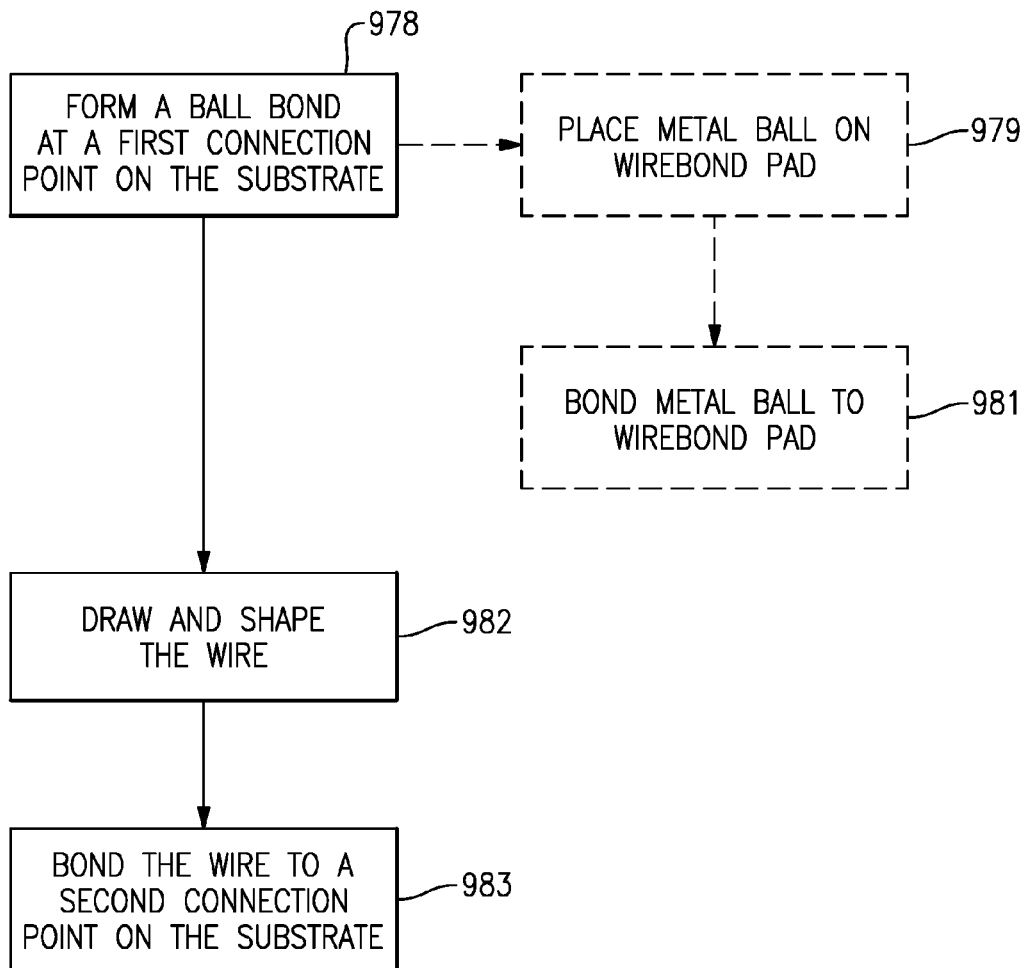 978
FORM A BALL BOND
AT A FIRST CONNECTION
POINT ON THE SUBSTRATE
PLACE METAL BALL ON
WIREBOND PAD
979
BOND METAL BALL TO
WIREBOND PAD
981
DRAW AND SHAPE
THE WIRE
982
BOND THE WIRE TO A
SECOND CONNECTION
POINT ON THE SUBSTRATE
983